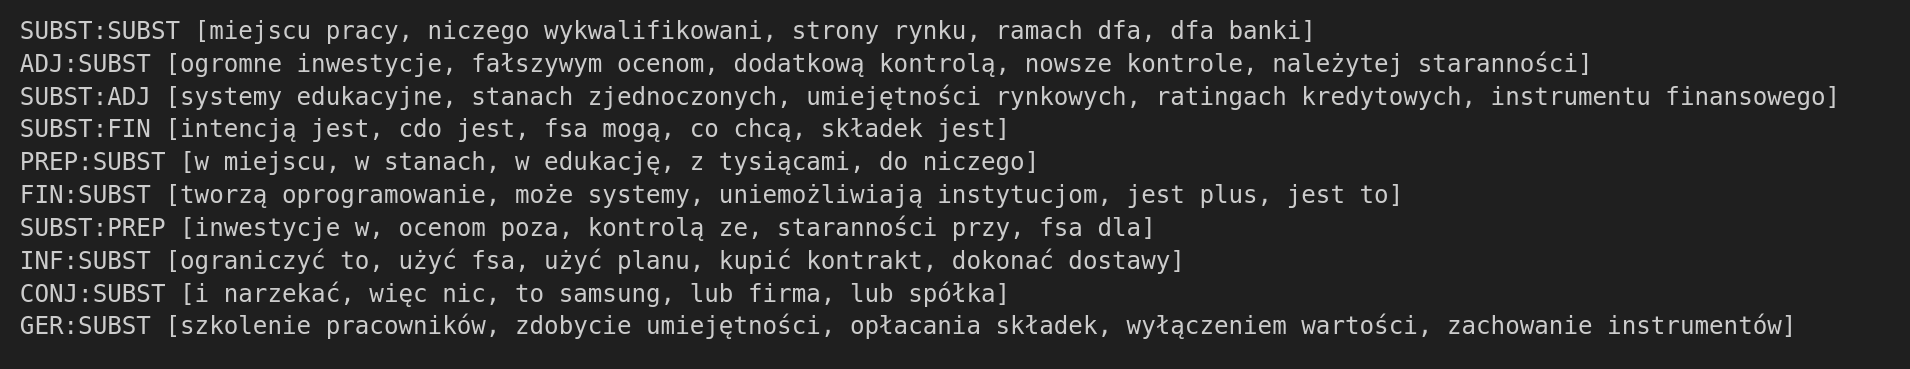 SUBST:SUBST [miejscu pracy, niczego wykwalifikowani, strony rynku, ramach dfa, dfa banki]
ADJ:SUBST [ogromne inwestycje, fałszywym ocenom, dodatkową kontrolą, nowsze kontrole, należytej staranności]
SUBST:ADJ [systemy edukacyjne, stanach zjednoczonych, umiejętności rynkowych, ratingach kredytowych, instrumentu finansowego]
SUBST:FIN [intencją jest, cdo jest, fsa mogą, co chcą, składek jest]
PREP:SUBST [w miejscu, w stanach, w edukację, z tysiącami, do niczego]
FIN:SUBST [tworzą oprogramowanie, może systemy, uniemożliwiają instytucjom, jest plus, jest to]
SUBST:PREP [inwestycje w, ocenom poza, kontrolą ze, staranności przy, fsa dla]
INF:SUBST [ograniczyć to, użyć fsa, użyć planu, kupić kontrakt, dokonać dostawy]
CONJ:SUBST [i narzekać, więc nic, to samsung, lub firma, lub spółka]
GER:SUBST [szkolenie pracowników, zdobycie umiejętności, opłacania składek, wyłączeniem wartości, zachowanie instrumentów]